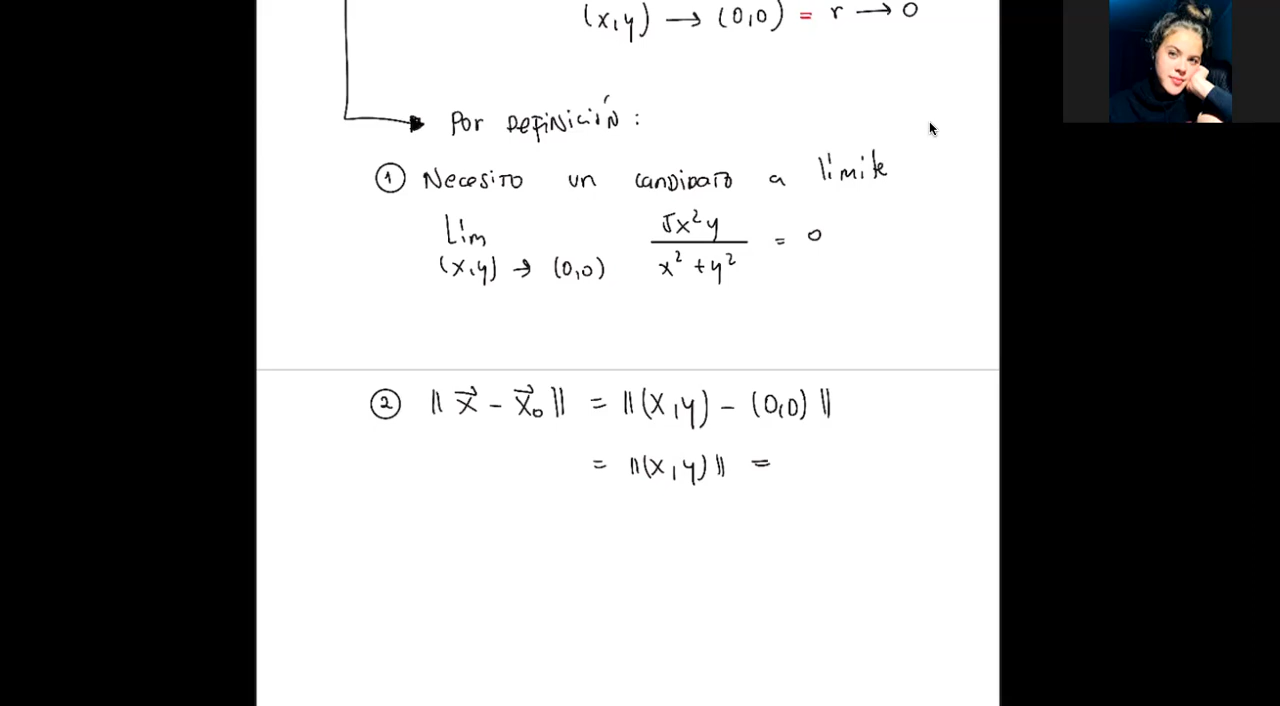 (x,y) → (0,0) = r → 0
Por Definición :
① Necesito un candidato a límite
Lím (x,y) → (0,0) 5x²y / x² + y² = 0
② || x⃗ - x⃗₀ || = ||(x,y) - (0,0) ||
= ||(x,y) || =